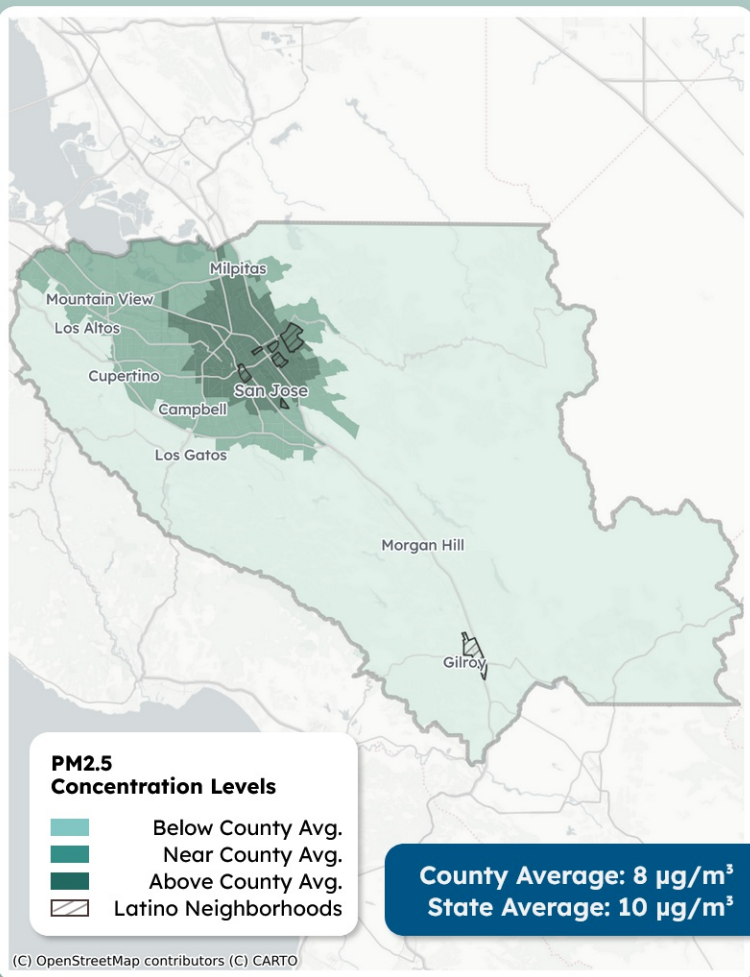 Milpitas
Mountain View
Los Altos
Cupertino
San Jose
Campbell
Los Gatos
Morgan Hill
Gilroy
PM2.5
Concentration Levels
Below County Avg.
Near County Avg.
Above County Avg.
Latino Neighborhoods
County Average: 8 µg/m³
State Average: 10 µg/m³
(C) OpenStreetMap contributors (C) CARTO